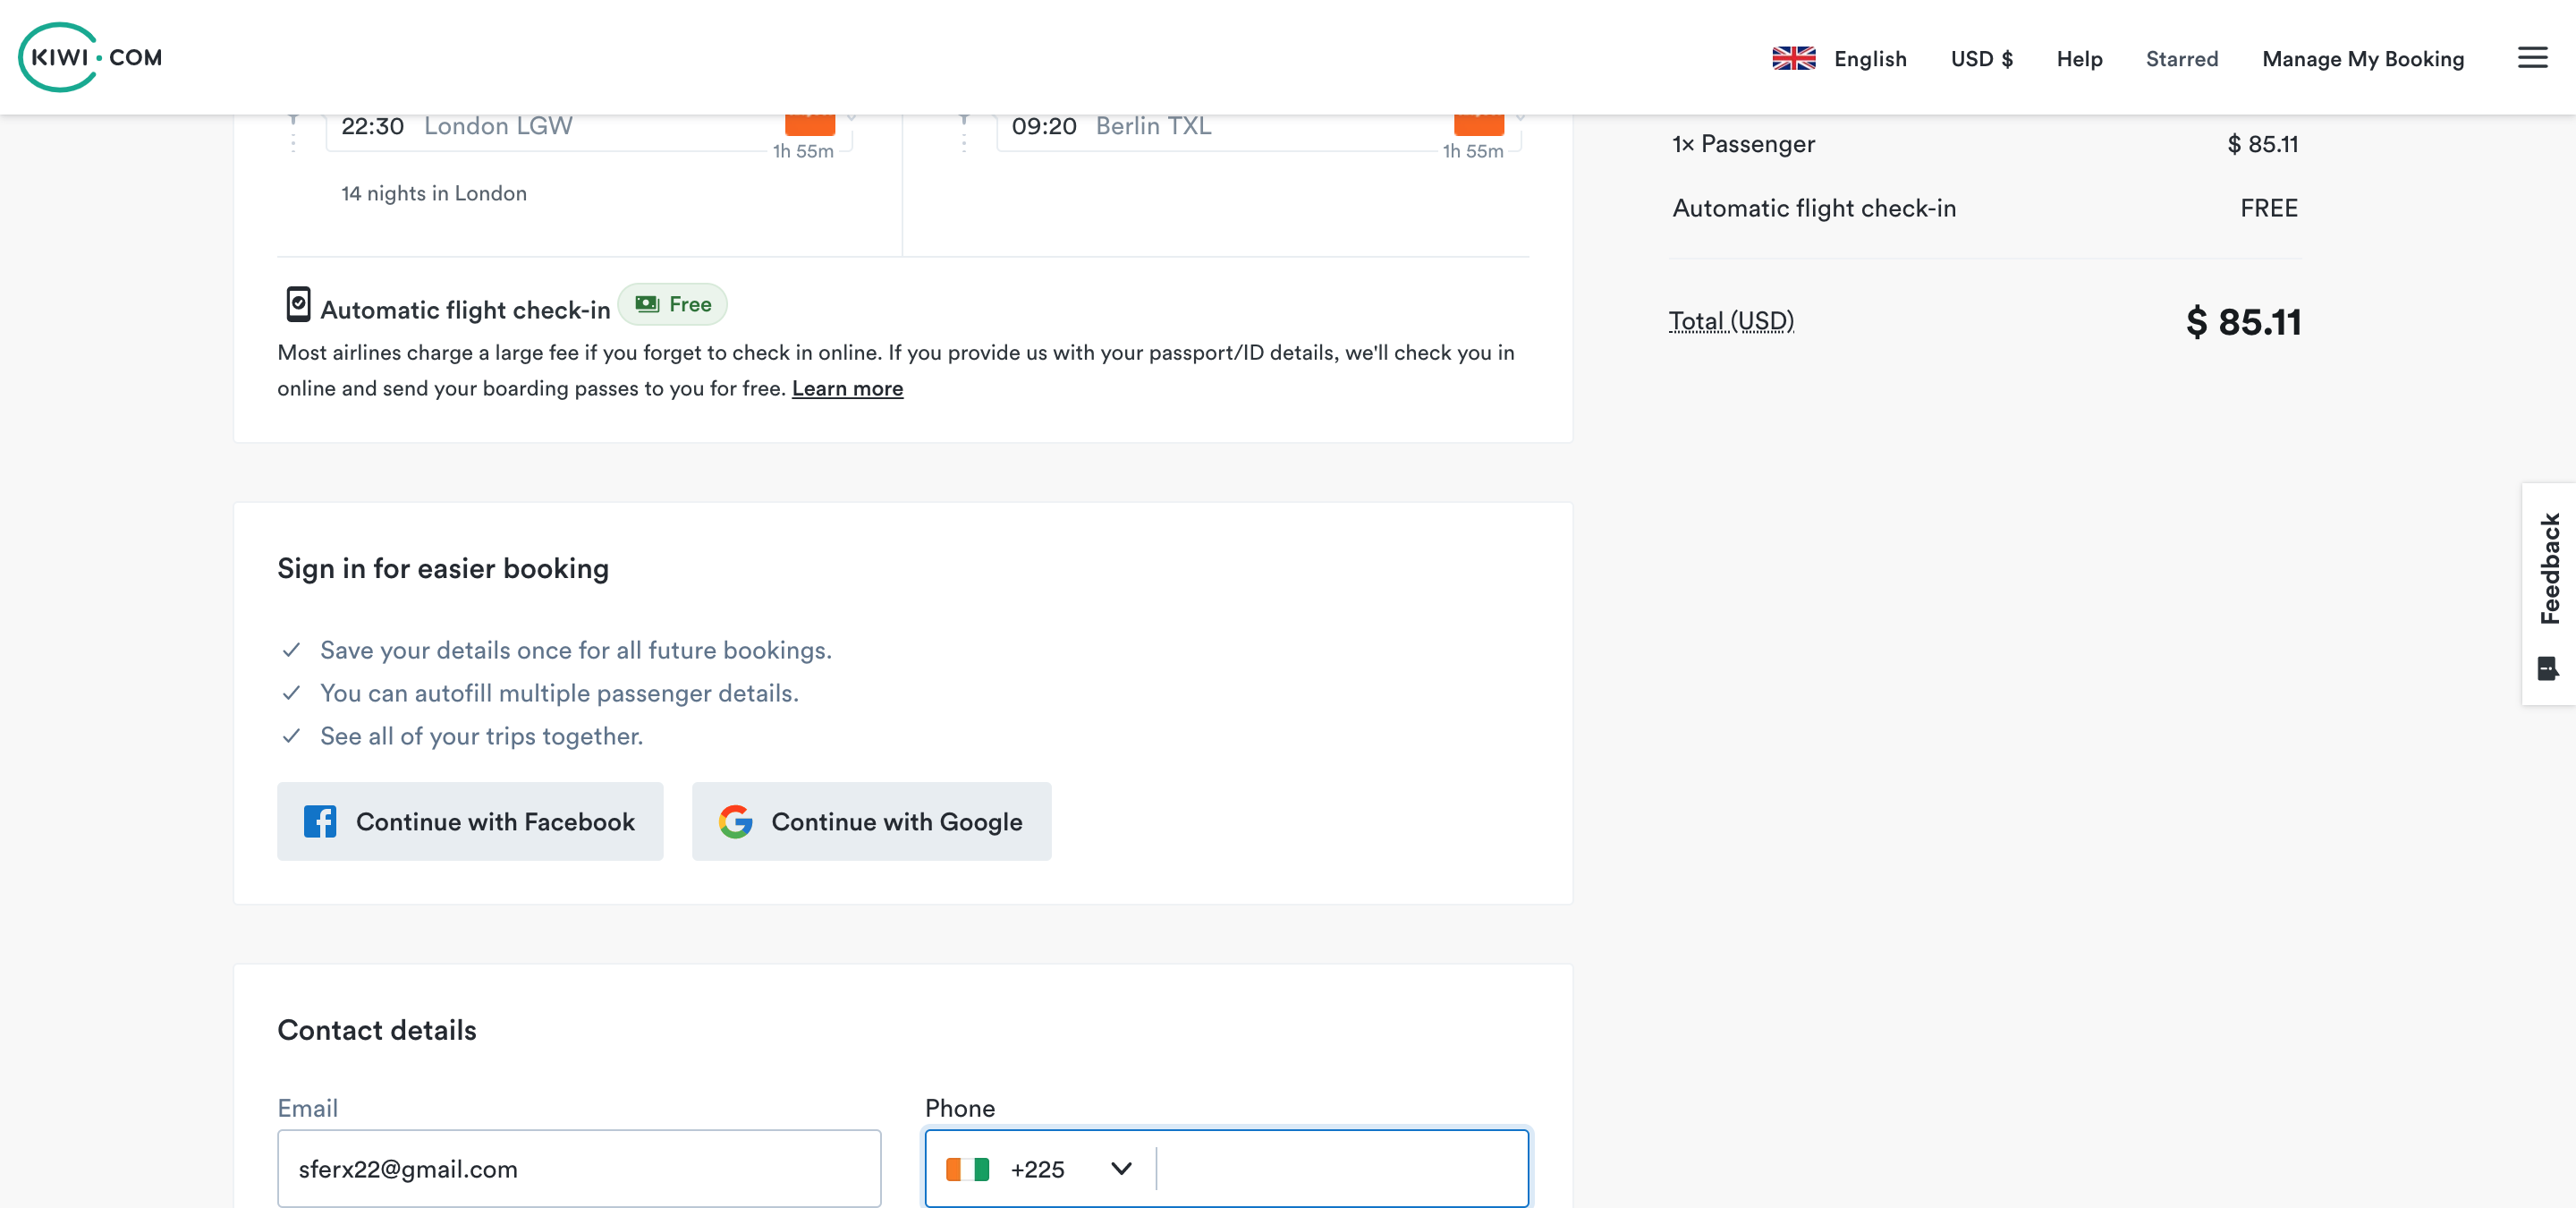 KIWI.COM
English
USD $
Help
Starred
Manage My Booking
22:30 London LGW
1h 55m
14 nights in London
09:20 Berlin TXL
1h 55m
Automatic flight check-in
Free
Most airlines charge a large fee if you forget to check in online. If you provide us with your passport/ID details, we'll check you in
online and send your boarding passes to you for free. Learn more
1× Passenger $ 85.11
Automatic flight check-in FREE
Total (USD) $ 85.11
Feedback
Sign in for easier booking
Save your details once for all future bookings.
You can autofill multiple passenger details.
See all of your trips together.
Continue with Facebook
Continue with Google
Contact details
Email
sferx22@gmail.com
Phone
+225